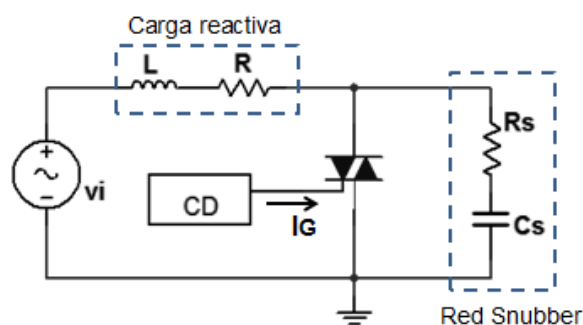 Carga reactiva
L
R
Rs
+
vi
−
CD
IG
Cs
Red Snubber